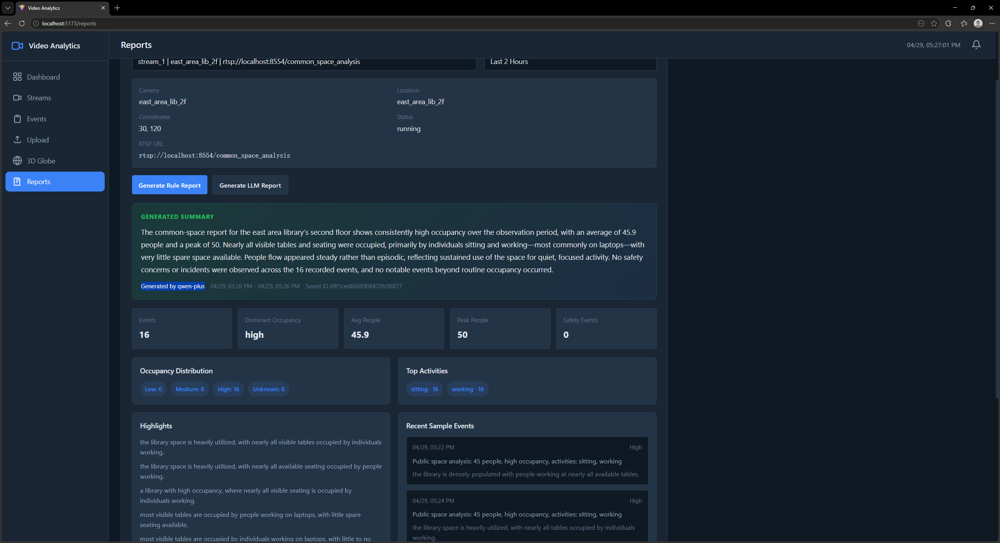 Video Analytics
localhost:5173/reports
Video Analytics
Reports
04/29, 05:27:01 PM
Dashboard
Streams
Events
Upload
3D Globe
Reports
stream_1 | east_area_lib_2f | rtsp://localhost:8554/common_space_analysis
Last 2 Hours
Camera
east_area_lib_2f
Location
east_area_lib_2f
Coordinates
30, 120
Status
running
RTSP URL
rtsp://localhost:8554/common_space_analysis
Generate Rule Report
Generate LLM Report
GENERATED SUMMARY
The common-space report for the east area library's second floor shows consistently high occupancy over the observation period, with an average of 45.9
people and a peak of 50. Nearly all visible tables and seating were occupied, primarily by individuals sitting and working—most commonly on laptops—with
very little spare space available. People flow appeared steady rather than episodic, reflecting sustained use of the space for quiet, focused activity. No safety
concerns or incidents were observed across the 16 recorded events, and no notable events beyond routine occupancy occurred.
Generated by qwen-plus 04/29, 03:26 PM - 04/29, 05:26 PM Saved ID 69f1ced6608908470fc06877
Events
16
Dominant Occupancy
high
Avg People
45.9
Peak People
50
Safety Events
0
Occupancy Distribution
Low: 0 Medium: 0 High: 16 Unknown: 0
Top Activities
sitting · 16 working · 16
Highlights
the library space is heavily utilized, with nearly all visible tables occupied by individuals
working.
the library space is heavily utilized, with nearly all available seating occupied by people
working.
a library with high occupancy, where nearly all visible seating is occupied by
individuals working.
most visible tables are occupied by people working on laptops, with little spare
seating available.
most visible tables are occupied by individuals working on laptops, with little to no
Recent Sample Events
04/29, 05:22 PM High
Public space analysis: 45 people, high occupancy, activities: sitting, working
the library is densely populated with people working at nearly all available tables.
04/29, 05:24 PM High
Public space analysis: 45 people, high occupancy, activities: sitting, working
the library space is heavily utilized, with nearly all tables occupied by individuals
working.